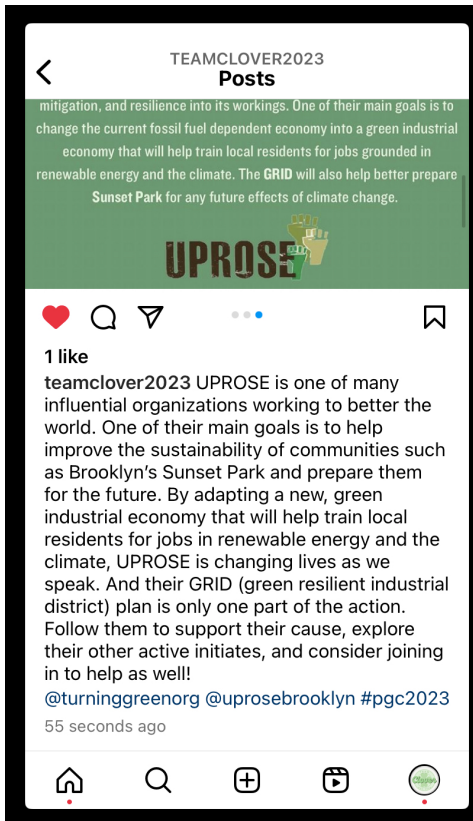 TEAMCLOVER2023
Posts
mitigation, and resilience into its workings. One of their main goals is to
change the current fossil fuel dependent economy into a green industrial
economy that will help train local residents for jobs grounded in
renewable energy and the climate. The GRID will also help better prepare
Sunset Park for any future effects of climate change.
UPROSE
1 like
teamclover2023 UPROSE is one of many
influential organizations working to better the
world. One of their main goals is to help
improve the sustainability of communities such
as Brooklyn's Sunset Park and prepare them
for the future. By adapting a new, green
industrial economy that will help train local
residents for jobs in renewable energy and the
climate, UPROSE is changing lives as we
speak. And their GRID (green resilient industrial
district) plan is only one part of the action.
Follow them to support their cause, explore
their other active initiates, and consider joining
in to help as well!
@turninggreenorg @uprosebrooklyn #pgc2023
55 seconds ago
Clover